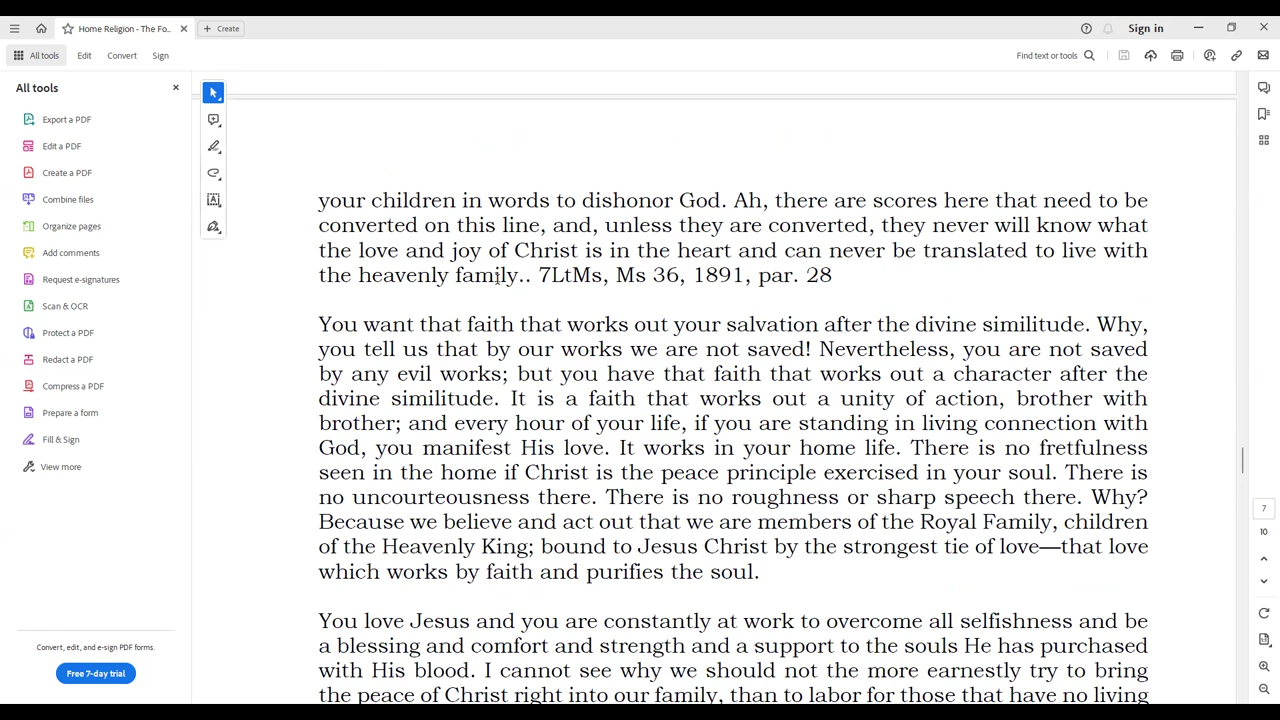 Home Religion - The Fo...
Create
Sign in
All tools
Edit
Convert
Sign
Find text or tools
All tools
Export a PDF
Edit a PDF
Create a PDF
Combine files
Organize pages
Add comments
Request e-signatures
Scan & OCR
Protect a PDF
Redact a PDF
Compress a PDF
Prepare a form
Fill & Sign
View more
Convert, edit, and e-sign PDF forms.
Free 7-day trial
your children in words to dishonor God. Ah, there are scores here that need to be
converted on this line, and, unless they are converted, they never will know what
the love and joy of Christ is in the heart and can never be translated to live with
the heavenly family.. 7LtMs, Ms 36, 1891, par. 28
You want that faith that works out your salvation after the divine similitude. Why,
you tell us that by our works we are not saved! Nevertheless, you are not saved
by any evil works; but you have that faith that works out a character after the
divine similitude. It is a faith that works out a unity of action, brother with
brother; and every hour of your life, if you are standing in living connection with
God, you manifest His love. It works in your home life. There is no fretfulness
seen in the home if Christ is the peace principle exercised in your soul. There is
no uncourteousness there. There is no roughness or sharp speech there. Why?
Because we believe and act out that we are members of the Royal Family, children
of the Heavenly King; bound to Jesus Christ by the strongest tie of love—that love
which works by faith and purifies the soul.
You love Jesus and you are constantly at work to overcome all selfishness and be
a blessing and comfort and strength and a support to the souls He has purchased
with His blood. I cannot see why we should not the more earnestly try to bring
the peace of Christ right into our family, than to labor for those that have no living
7
10